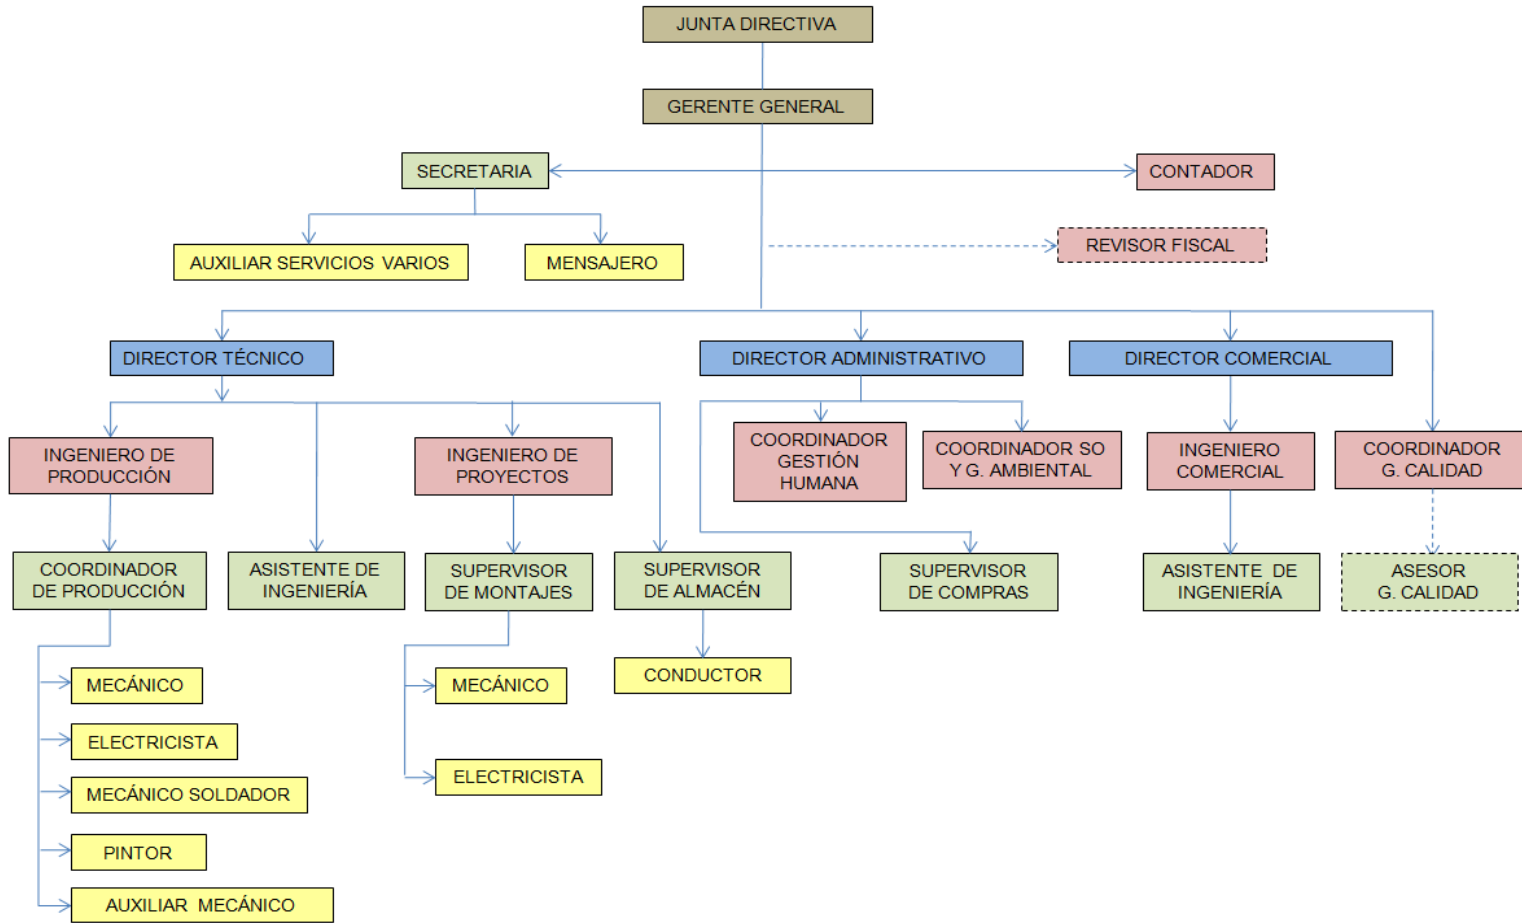 JUNTA DIRECTIVA
GERENTE GENERAL
SECRETARIA
CONTADOR
REVISOR FISCAL
AUXILIAR SERVICIOS VARIOS
MENSAJERO
DIRECTOR TÉCNICO
DIRECTOR ADMINISTRATIVO
DIRECTOR COMERCIAL
INGENIERO DE
PRODUCCIÓN
INGENIERO DE
PROYECTOS
COORDINADOR
GESTIÓN
HUMANA
COORDINADOR SO
Y G. AMBIENTAL
INGENIERO
COMERCIAL
COORDINADOR
G. CALIDAD
COORDINADOR
DE PRODUCCIÓN
ASISTENTE DE
INGENIERÍA
SUPERVISOR
DE MONTAJES
SUPERVISOR
DE ALMACÉN
SUPERVISOR
DE COMPRAS
ASISTENTE DE
INGENIERÍA
ASESOR
G. CALIDAD
MECÁNICO
ELECTRICISTA
MECÁNICO SOLDADOR
PINTOR
AUXILIAR MECÁNICO
MECÁNICO
ELECTRICISTA
CONDUCTOR